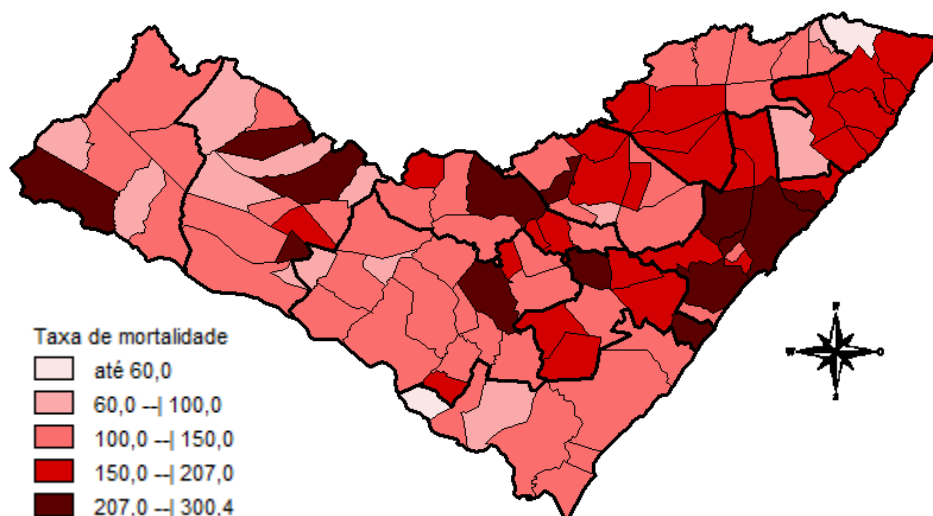 Taxa de mortalidade
até 60,0
60,0 --| 100,0
100,0 --| 150,0
150,0 --| 207,0
207,0 --| 300,4
N
W O
S